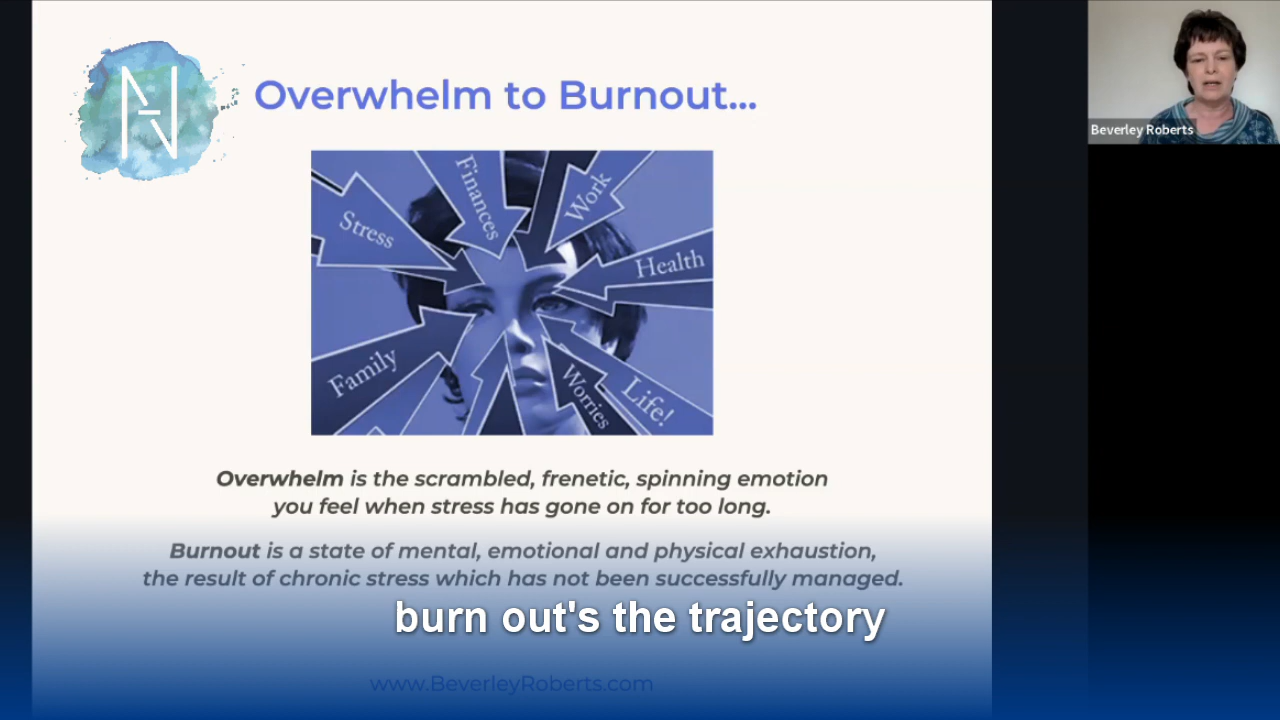 Overwhelm to Burnout...
Stress
Finances
Work
Health
Family
Worries
Life!
Beverley Roberts
Overwhelm is the scrambled, frenetic, spinning emotion
you feel when stress has gone on for too long.
Burnout is a state of mental, emotional and physical exhaustion,
the result of chronic stress which has not been successfully managed.
burn out's the trajectory
www.BeverleyRoberts.com